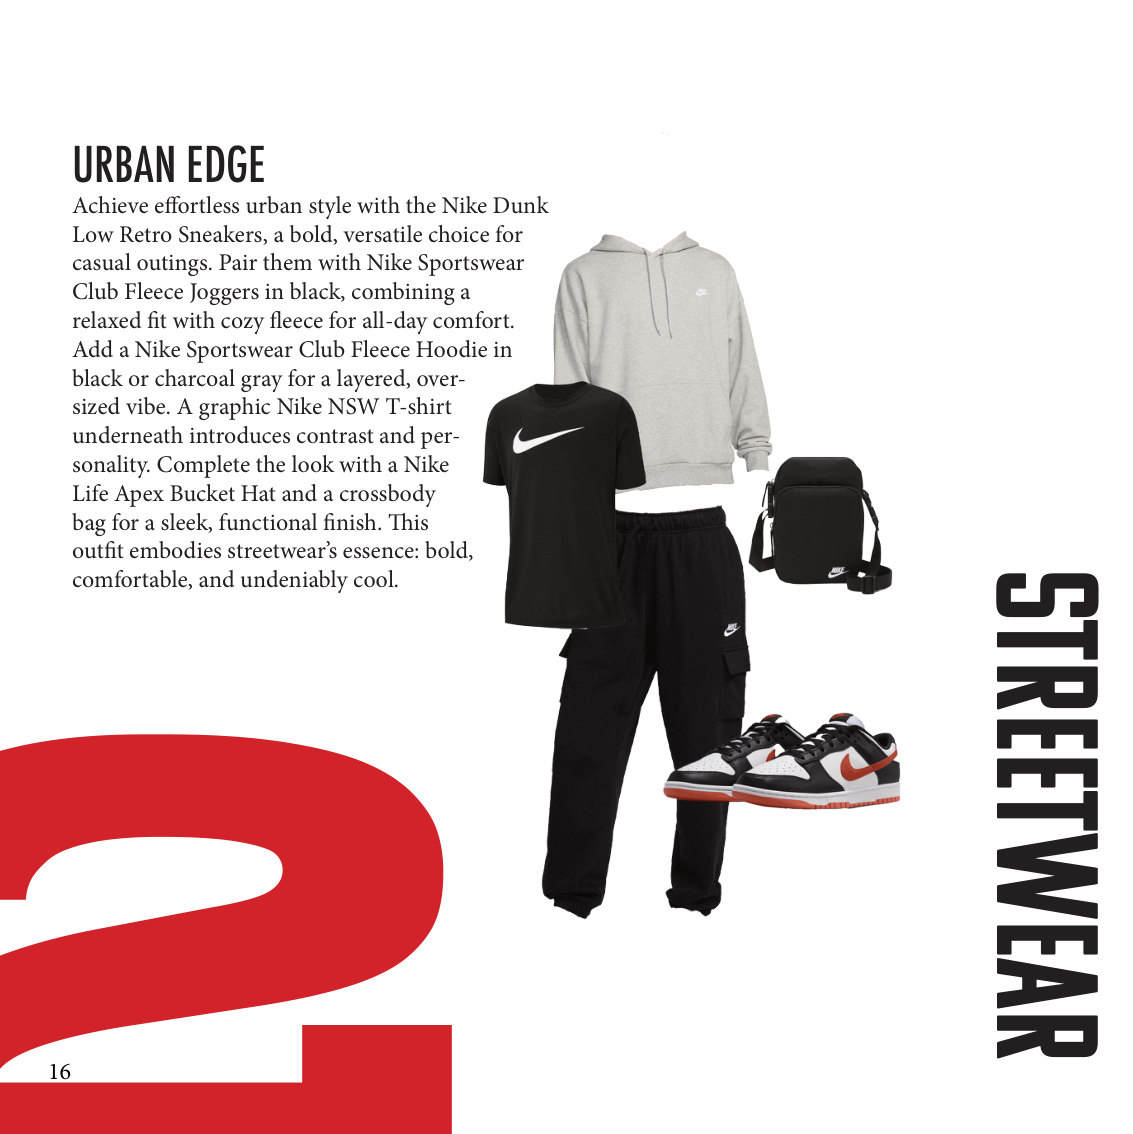 URBAN EDGE
Achieve effortless urban style with the Nike Dunk
Low Retro Sneakers, a bold, versatile choice for
casual outings. Pair them with Nike Sportswear
Club Fleece Joggers in black, combining a
relaxed fit with cozy fleece for all-day comfort.
Add a Nike Sportswear Club Fleece Hoodie in
black or charcoal gray for a layered, over-
sized vibe. A graphic Nike NSW T-shirt
underneath introduces contrast and per-
sonality. Complete the look with a Nike
Life Apex Bucket Hat and a crossbody
bag for a sleek, functional finish. This
outfit embodies streetwear’s essence: bold,
comfortable, and undeniably cool.
NIKE
NIKE
STREETWEAR
2
16